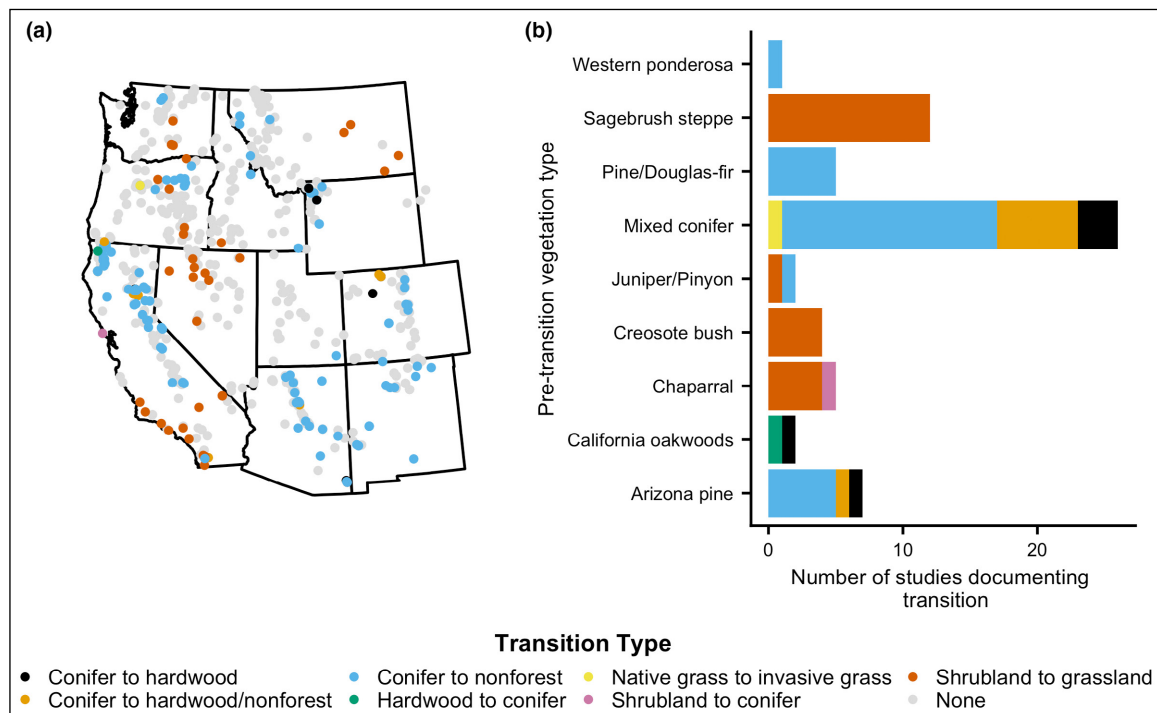 (a)
(b)
Pre-transition vegetation type
Western ponderosa
Sagebrush steppe
Pine/Douglas-fir
Mixed conifer
Juniper/Pinyon
Creosote bush
Chaparral
California oakwoods
Arizona pine
0 10 20
Number of studies documenting
transition
Transition Type
Conifer to hardwood Conifer to nonforest Native grass to invasive grass Shrubland to grassland
Conifer to hardwood/nonforest Hardwood to conifer Shrubland to conifer None